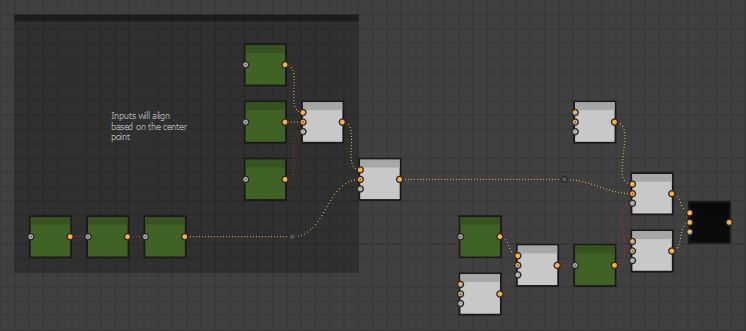 Inputs will align
based on the center
point